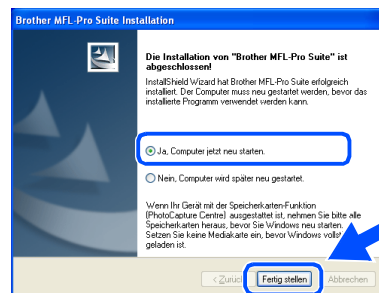 Brother MFL-Pro Suite Installation
Die Installation von "Brother MFL-Pro Suite" ist
abgeschlossen!
InstallShield Wizard hat Brother MFL-Pro Suite erfolgreich
installiert. Der Computer muss neu gestartet werden, bevor das
installierte Programm verwendet werden kann.
Ja, Computer jetzt neu starten.
Nein, Computer wird später neu gestartet.
Wenn Ihr Gerät mit der Speicherkarten-Funktion
(PhotoCapture Centre) ausgestattet ist, nehmen Sie bitte alle
Speicherkarten heraus, bevor Sie Windows neu starten.
Setzen Sie keine Mediakarte ein, bevor Windows
geladen ist.
Fertig stellen
Abbrechen